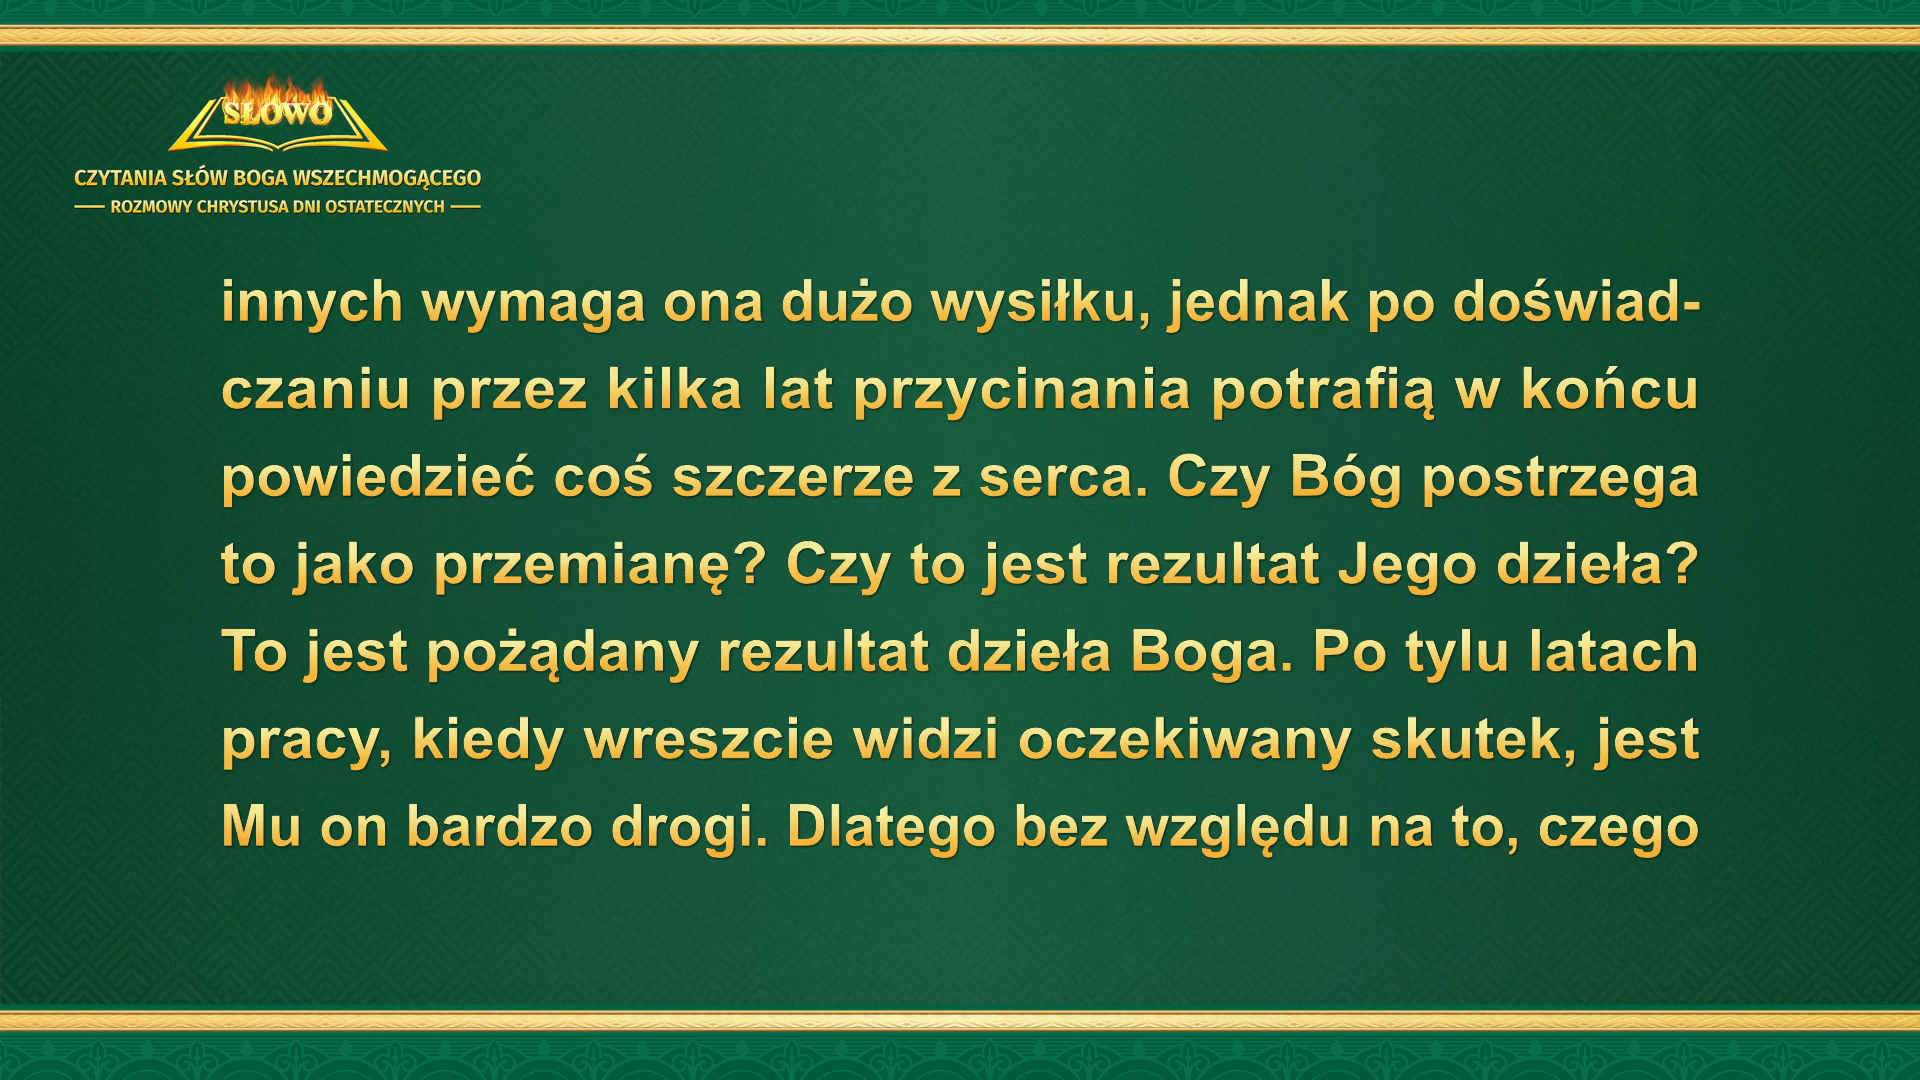 SŁOWO
CZYTANIA SŁÓW BOGA WSZECHMOGĄCEGO
ROZMOWY CHRYSTUSA DNI OSTATECZNYCH
innych wymaga ona dużo wysiłku, jednak po doświad-
czaniu przez kilka lat przycinania potrafią w końcu
powiedzieć coś szczerze z serca. Czy Bóg postrzega
to jako przemianę? Czy to jest rezultat Jego dzieła?
To jest pożądany rezultat dzieła Boga. Po tylu latach
pracy, kiedy wreszcie widzi oczekiwany skutek, jest
Mu on bardzo drogi. Dlatego bez względu na to, czego